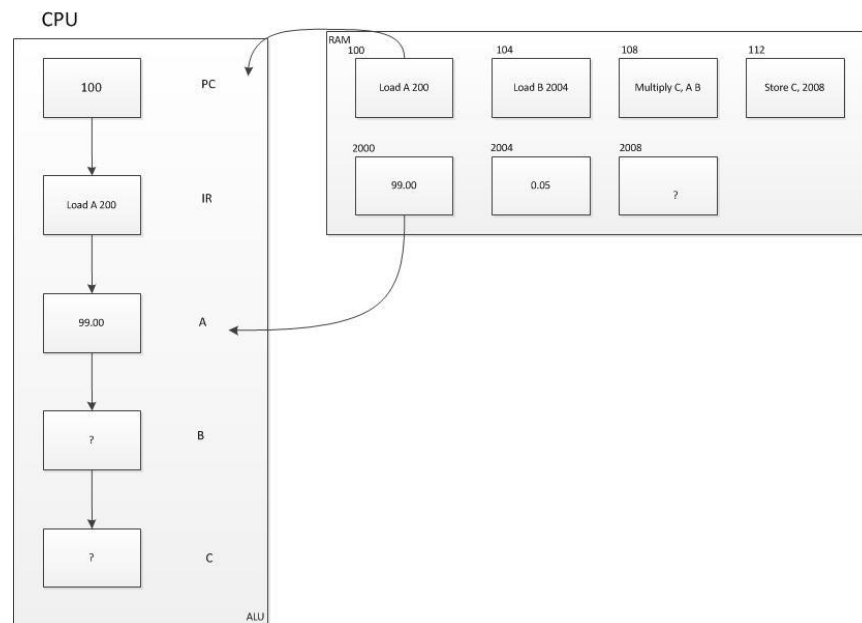 CPU
100
PC
Load A 200
IR
99.00
A
?
B
?
C
ALU
RAM
100
104
108
112
Load A 200
Load B 2004
Multiply C, A B
Store C, 2008
2000
2004
2008
99.00
0.05
?